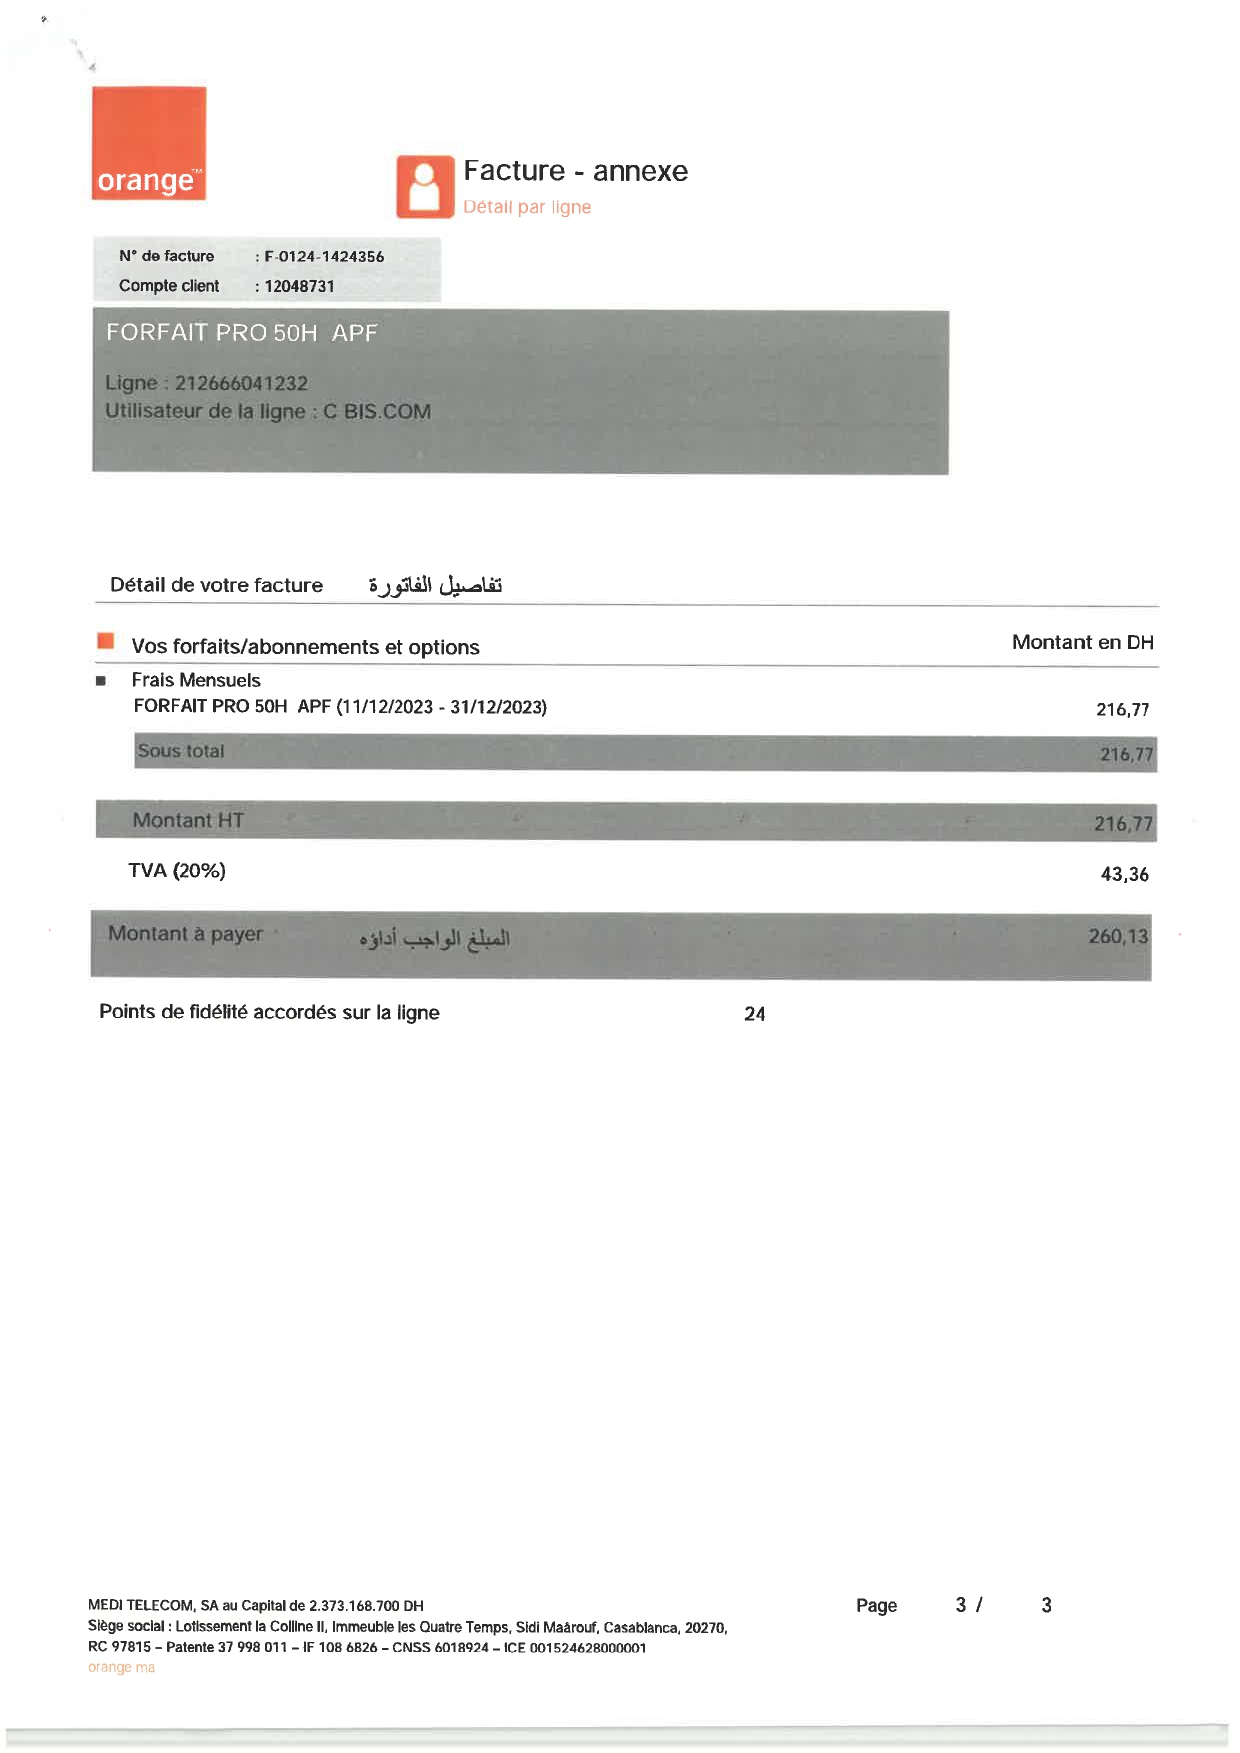 orange™
Facture - annexe
Détail par ligne
N° de facture : F-0124-1424356
Compte client : 12048731
FORFAIT PRO 50H APF
Ligne : 212666041232
Utilisateur de la ligne : C BIS.COM
Détail de votre facture تفاصيل الفاتورة
Vos forfaits/abonnements et options Montant en DH
Frais Mensuels
FORFAIT PRO 50H APF (11/12/2023 - 31/12/2023) 216,77
Sous total 216,77
Montant HT 216,77
TVA (20%) 43,36
Montant à payer المبلغ الواجب أداؤه 260,13
Points de fidélité accordés sur la ligne 24
MEDI TELECOM, SA au Capital de 2.373.168.700 DH Page 3 / 3
Siège social : Lotissement la Colline II, Immeuble les Quatre Temps, Sidi Maârouf, Casablanca, 20270,
RC 97815 – Patente 37 998 011 – IF 108 6826 – CNSS 6018924 – ICE 001524628000001
orange ma